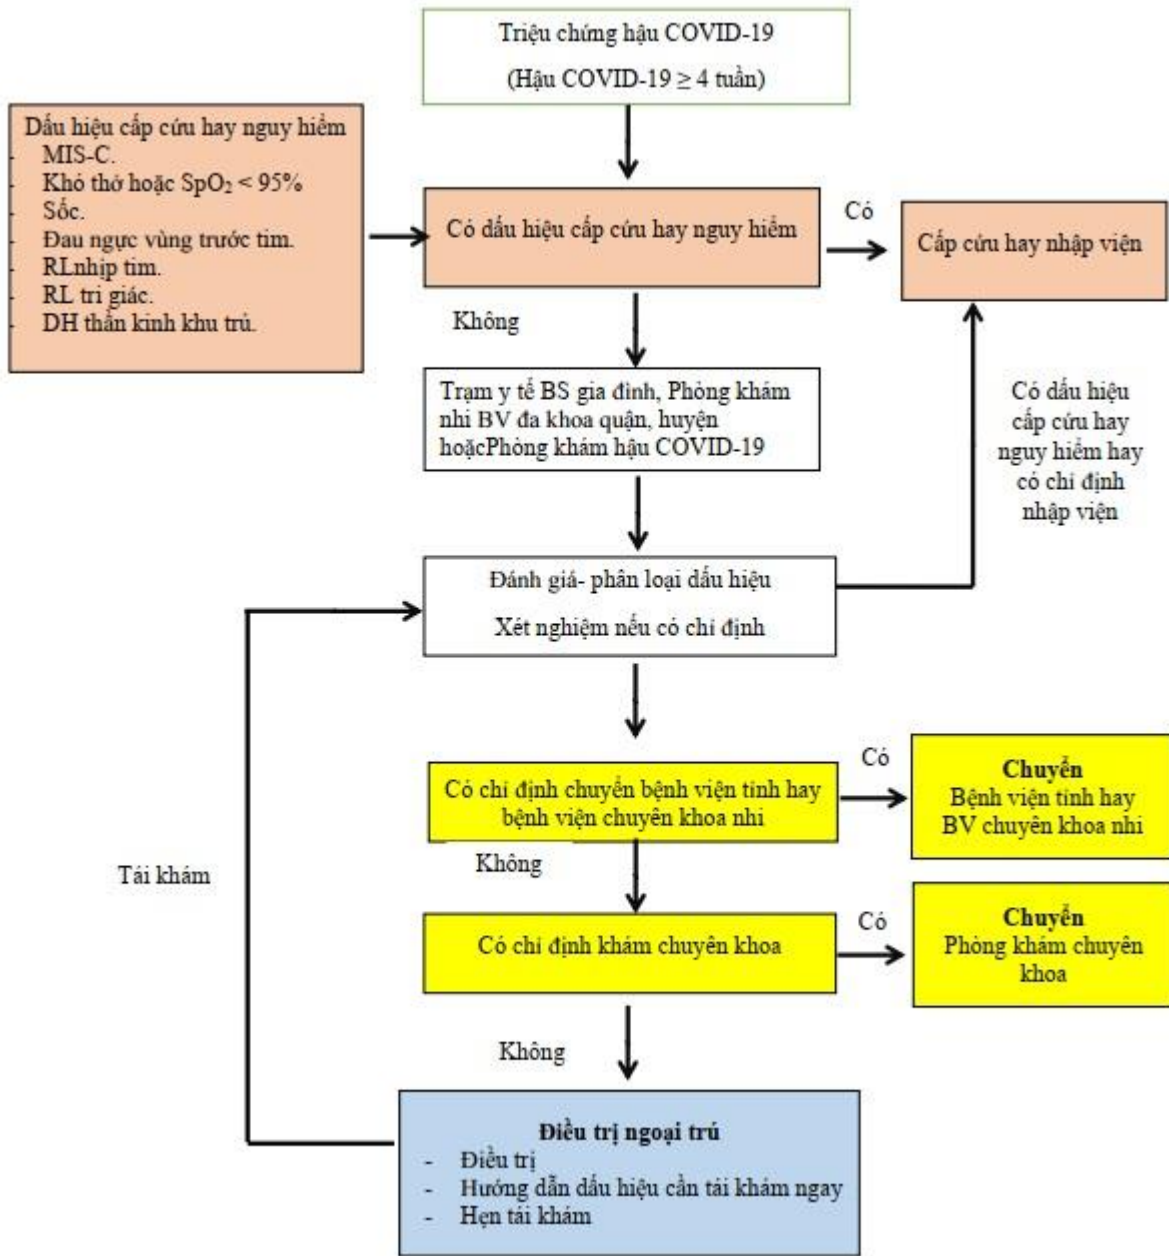 Triệu chứng hậu COVID-19
(Hậu COVID-19 ≥ 4 tuần)
Dấu hiệu cấp cứu hay nguy hiểm
- MIS-C.
- Khó thở hoặc SpO₂ < 95%
- Sốc.
- Đau ngực vùng trước tim.
- RLnhịp tim.
- RL tri giác.
- DH thần kinh khu trú.
Có dấu hiệu cấp cứu hay nguy hiểm
Có
Cấp cứu hay nhập viện
Không
Trạm y tế BS gia đình, Phòng khám
nhi BV đa khoa quận, huyện
hoặcPhòng khám hậu COVID-19
Có dấu hiệu
cấp cứu hay
nguy hiểm hay
có chỉ định
nhập viện
Đánh giá- phân loại dấu hiệu
Xét nghiệm nếu có chỉ định
Có chỉ định chuyển bệnh viện tỉnh hay
bệnh viện chuyên khoa nhi
Có
Chuyển
Bệnh viện tỉnh hay
BV chuyên khoa nhi
Không
Tái khám
Có chỉ định khám chuyên khoa
Có
Chuyển
Phòng khám chuyên
khoa
Không
Điều trị ngoại trú
- Điều trị
- Hướng dẫn dấu hiệu cần tái khám ngay
- Hẹn tái khám